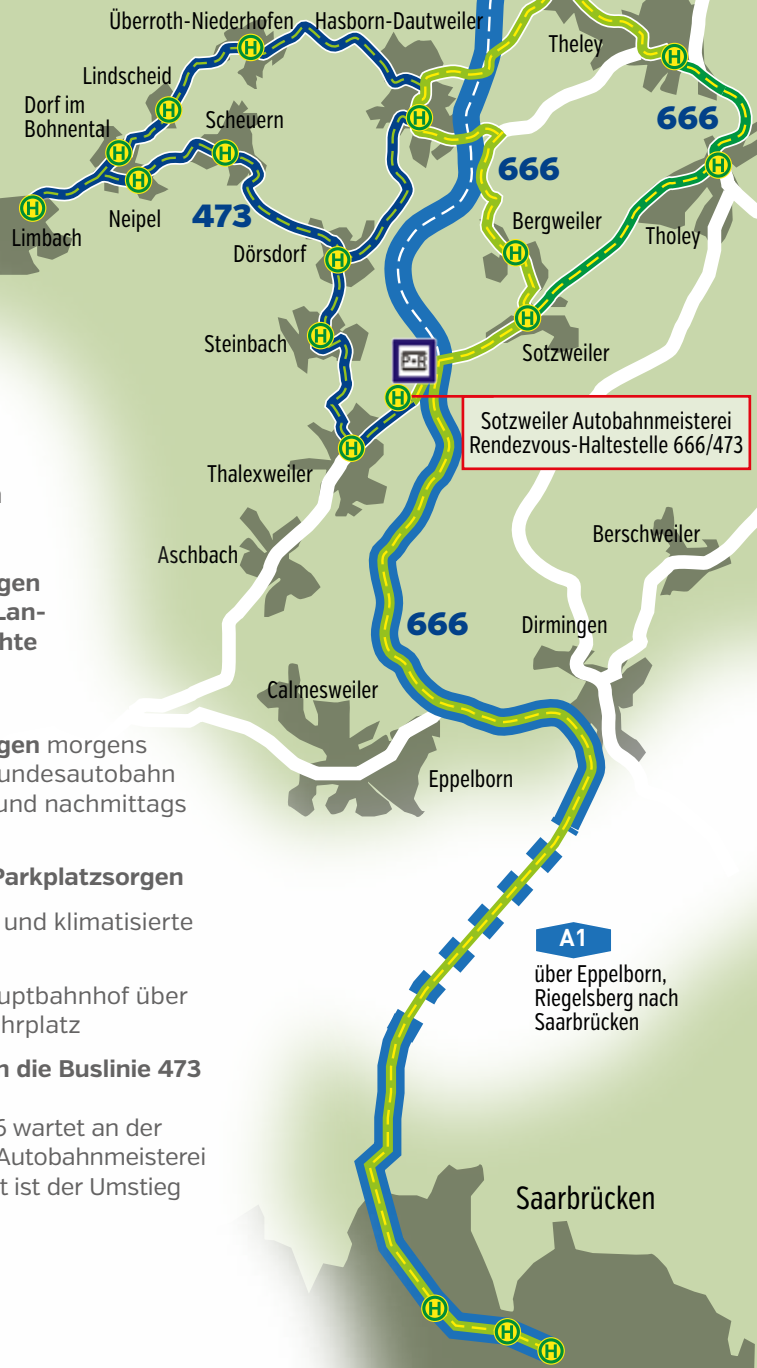 Überroth-Niederhofen
Hasborn-Dautweiler
Theley
Lindscheid
H
H
Dorf im
Bohnental
H
Scheuern
H
666
H
H
H
666
H
H
Neipel
473
Limbach
Bergweiler
Tholey
Dörsdorf
H
H
H
Steinbach
H
Sotzweiler
P+R
H
Sotzweiler Autobahnmeisterei
Rendezvous-Haltestelle 666/473
H
Thalexweiler
Aschbach
Berschweiler
gen
Lan-
hte
666
Dirmingen
Calmesweiler
gen morgens
undesautobahn
und nachmittags
Eppelborn
Parkplatzsorgen
und klimatisierte
A1
über Eppelborn,
Riegelsberg nach
Saarbrücken
uptbahnhof über
hrplatz
n die Buslinie 473
wartet an der
Autobahnmeisterei
t ist der Umstieg
Saarbrücken
H
H
H